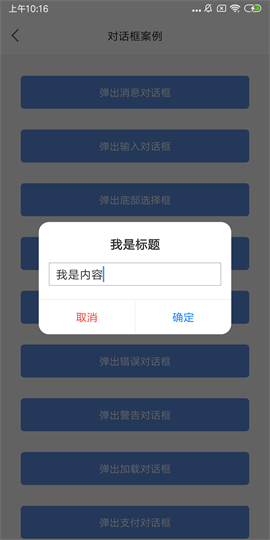 上午10:16
对话框案例
弹出消息对话框
弹出输入对话框
弹出底部选择框
我是标题
我是内容
取消
确定
弹出错误对话框
弹出警告对话框
弹出加载对话框
弹出支付对话框